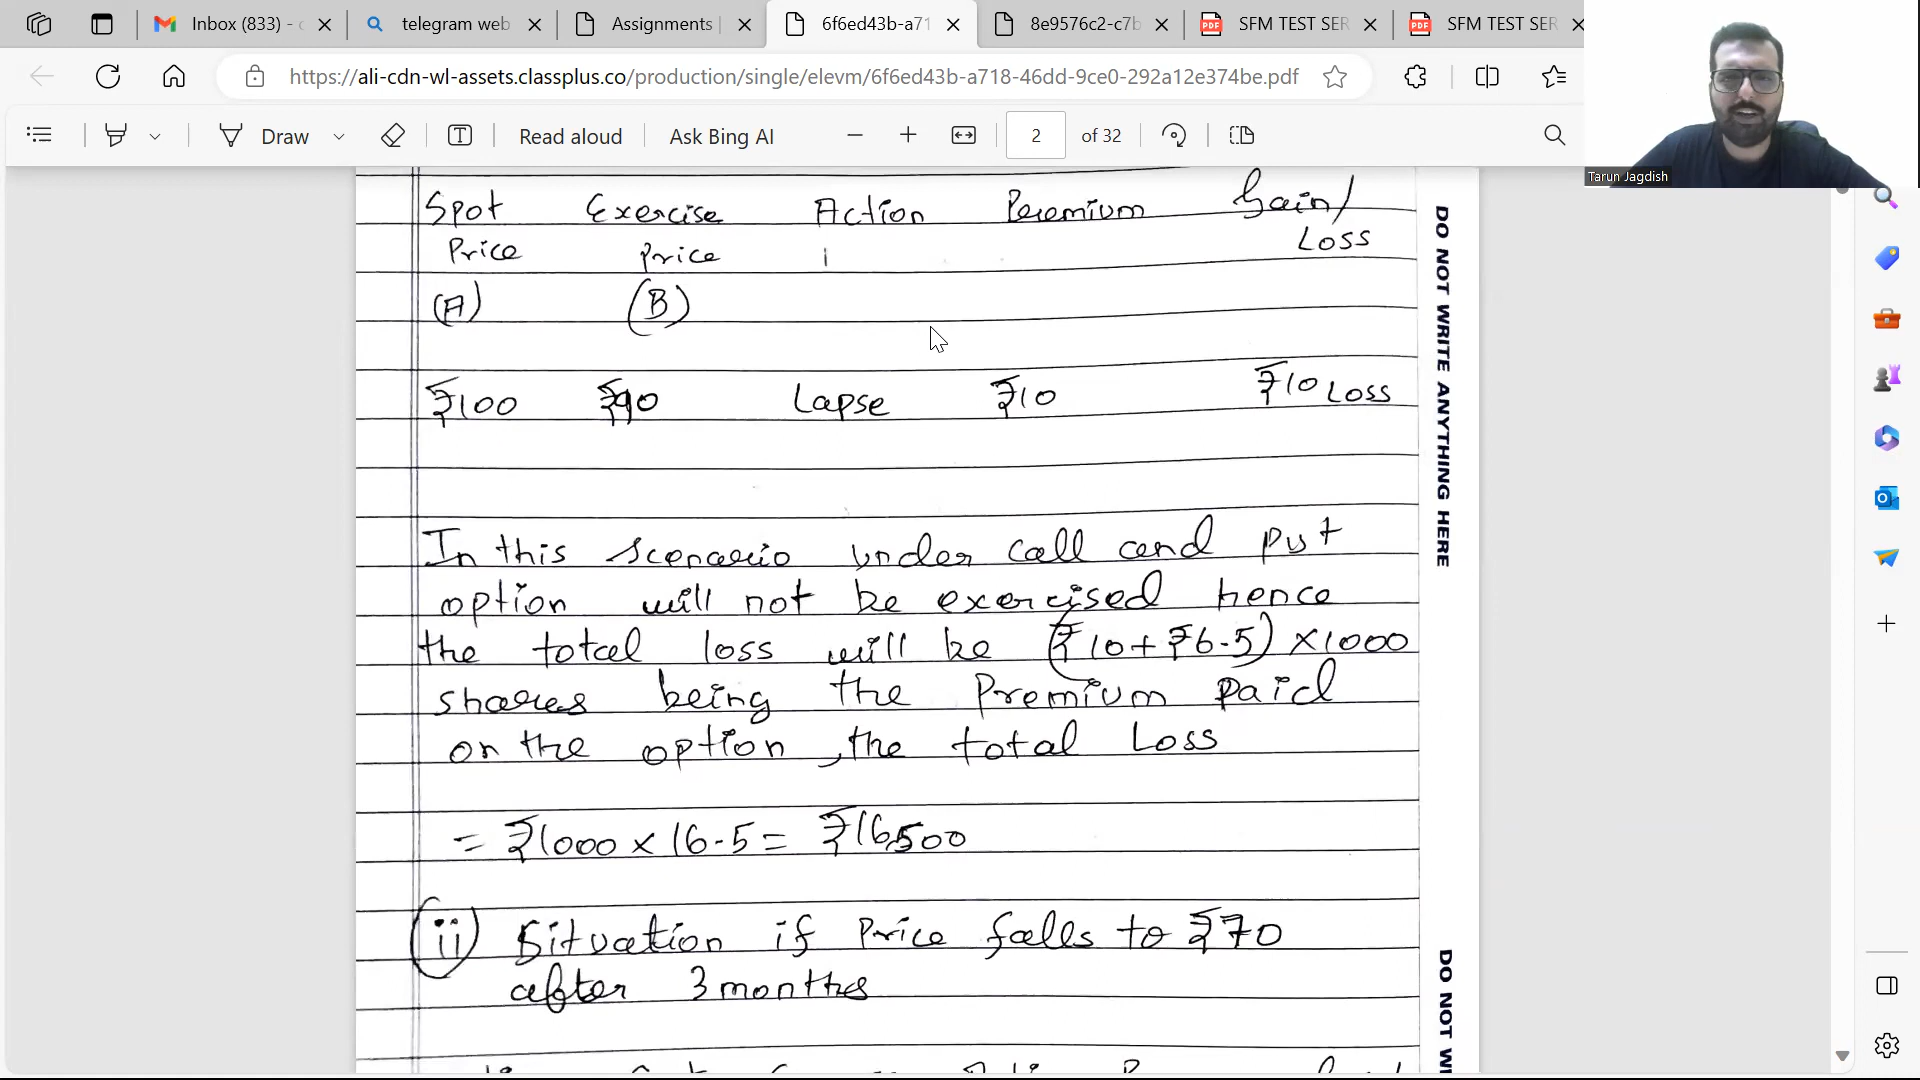 Inbox (833) - c
telegram web
Assignments |
6f6ed43b-a71
8e9576c2-c7b
SFM TEST SER
SFM TEST SER
https://ali-cdn-wl-assets.classplus.co/production/single/elevm/6f6ed43b-a718-46dd-9ce0-292a12e374be.pdf
Draw
Read aloud
Ask Bing AI
2
of 32
Tarun Jagdish
Spot Exercise Action Premium Gain/
Price Price Loss
(A) (B)
₹100 ₹90 Lapse ₹10 ₹10 Loss
In this scenario under call and put
option will not be exercised hence
the total loss will be (₹10+₹6.5) ×1000
shares being the Premium paid
on the option, the total Loss
= ₹1000 × 16.5 = ₹16,500
(ii) Situation if Price falls to ₹70
after 3 months
DO NOT WRITE ANYTHING HERE
DO NOT W